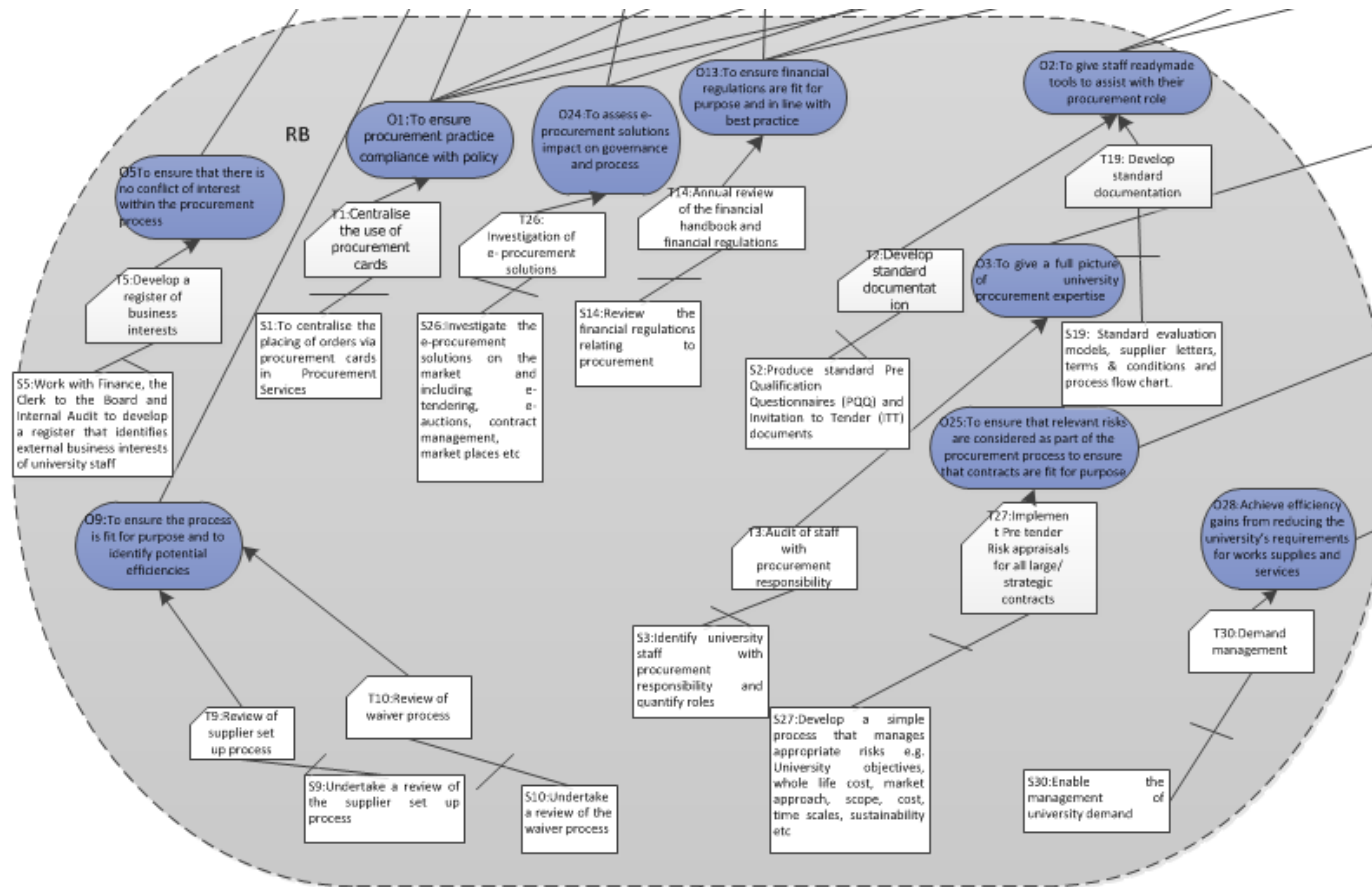 O2:To give staff readymade
tools to assist with their
procurement role
O13:To ensure financial
regulations are fit for
purpose and in line with
best practice
O24:To assess e-
procurement solutions
impact on governance
and process
O1:To ensure
procurement practice
compliance with policy
RB
O5To ensure that there is
no conflict of interest
within the procurement
process
T19: Develop
standard
documentation
T14:Annual review
of the financial
handbook and
financial regulations
T1:Centralise
the use of
procurement
cards
T26:
Investigation of
e- procurement
solutions
T2:Develop
standard
documentat
ion
O3:To give a full picture
of university
procurement expertise
T5:Develop a
register of
business
interests
S14:Review the
financial regulations
relating to
procurement
S1:To centralise the
placing of orders via
procurement cards
in Procurement
Services
S26:Investigate the
e-procurement
solutions on the
market and
including e-
tendering, e-
auctions, contract
management,
market places etc
S19: Standard evaluation
models, supplier letters,
terms & conditions and
process flow chart.
S2:Produce standard Pre
Qualification
Questionnaires (PQQ) and
Invitation to Tender (ITT)
documents
S5:Work with Finance, the
Clerk to the Board and
Internal Audit to develop
a register that identifies
external business interests
of university staff
O25:To ensure that relevant risks
are considered as part of the
procurement process to ensure
that contracts are fit for purpose
O28:Achieve efficiency
gains from reducing the
university's requirements
for works supplies and
services
O9:To ensure the process
is fit for purpose and to
identify potential
efficiencies
T27:Implemen
t Pre tender
Risk appraisals
for all large/
strategic
contracts
T3:Audit of staff
with
procurement
responsibility
T30:Demand
management
S3:Identify university
staff with
procurement
responsibility and
quantify roles
T10:Review of
waiver process
T9:Review of
supplier set
up process
S27:Develop a simple
process that manages
appropriate risks e.g.
University objectives,
whole life cost, market
approach, scope, cost,
time scales, sustainability
etc
S30:Enable the
management of
university demand
S9:Undertake a review of
the supplier set up
process
S10:Undertake
a review of the
waiver process